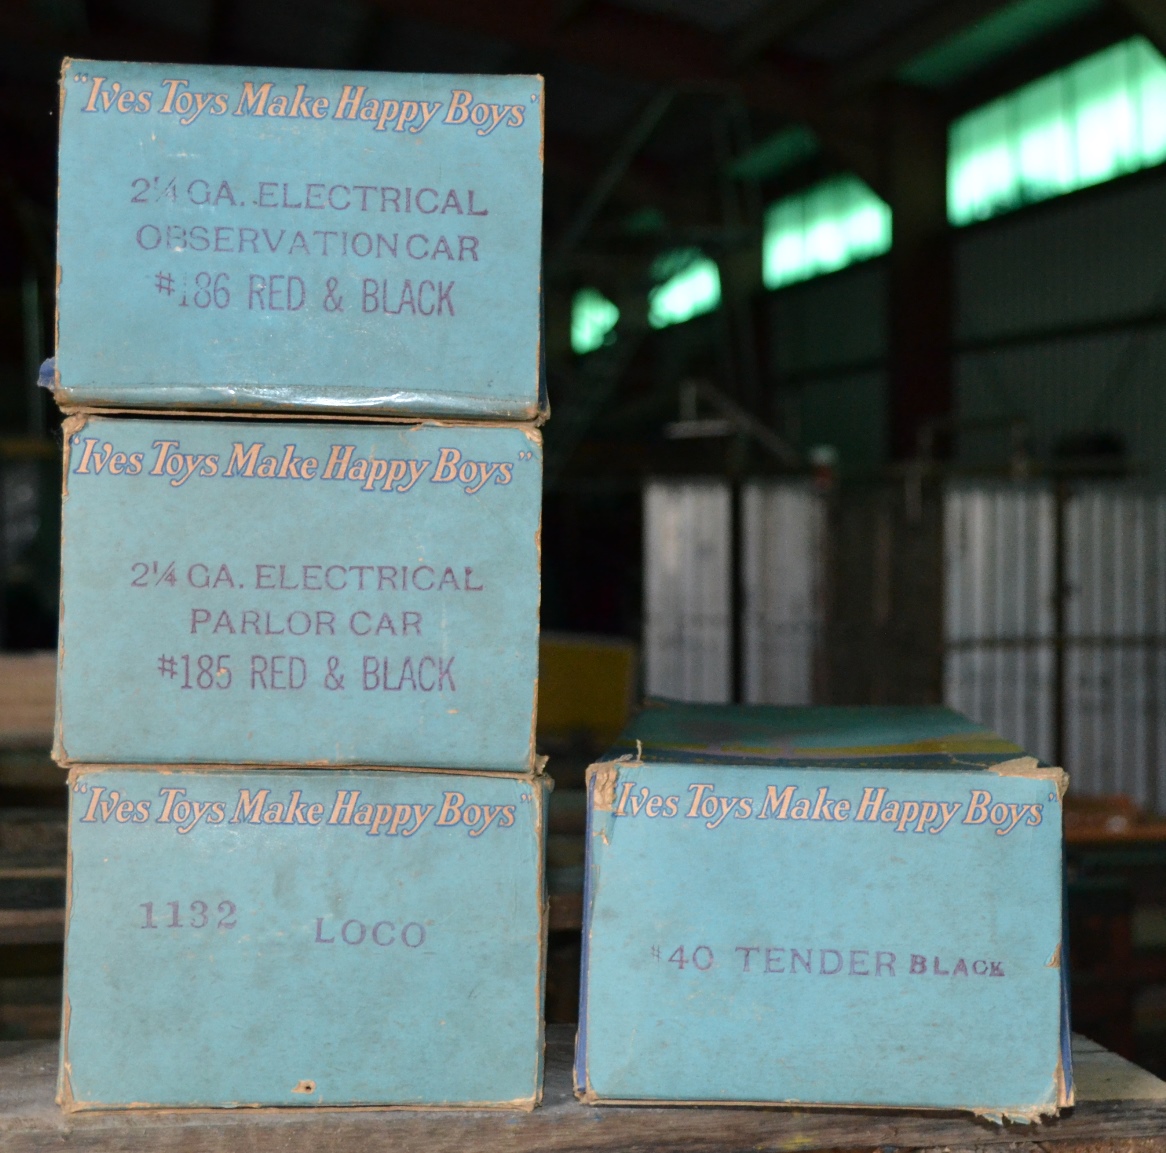 "Ives Toys Make Happy Boys"
2¼ GA. ELECTRICAL
OBSERVATION CAR
#186 RED & BLACK
"Ives Toys Make Happy Boys"
2¼ GA. ELECTRICAL
PARLOR CAR
#185 RED & BLACK
"Ives Toys Make Happy Boys"
1132 LOCO
"Ives Toys Make Happy Boys"
#40 TENDER BLACK